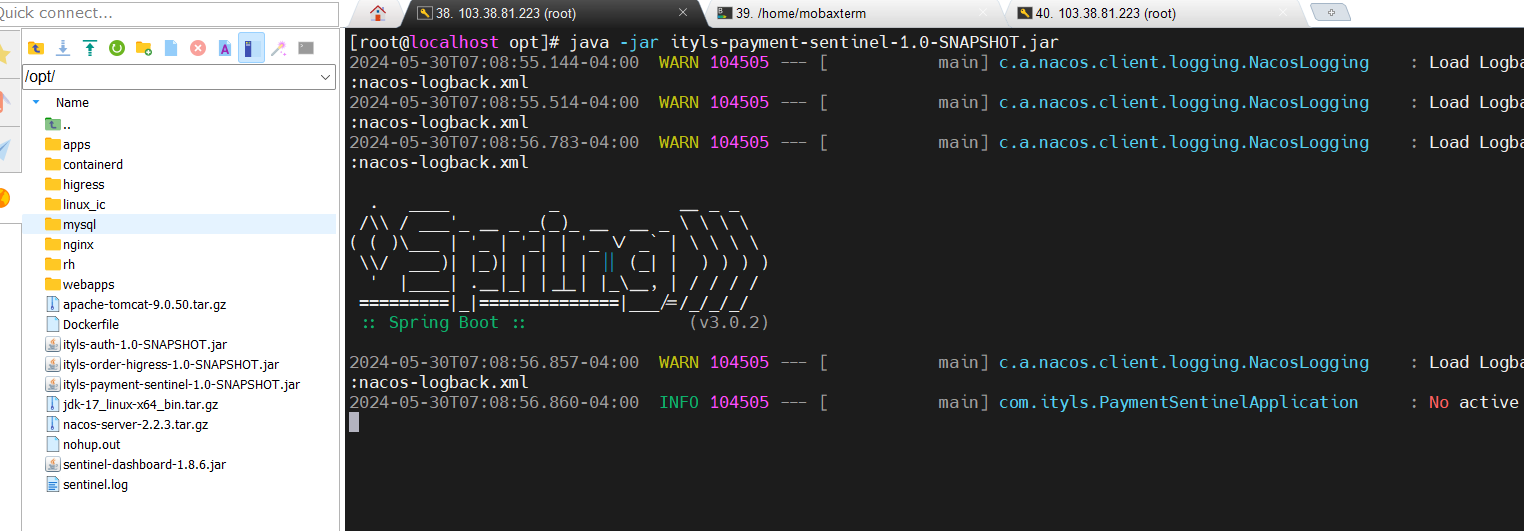 Quick connect...
38. 103.38.81.223 (root)
39. /home/mobaxterm
40. 103.38.81.223 (root)
/opt/
Name
..
apps
containerd
higress
linux_ic
mysql
nginx
rh
webapps
apache-tomcat-9.0.50.tar.gz
Dockerfile
ityls-auth-1.0-SNAPSHOT.jar
ityls-order-higress-1.0-SNAPSHOT.jar
ityls-payment-sentinel-1.0-SNAPSHOT.jar
jdk-17_linux-x64_bin.tar.gz
nacos-server-2.2.3.tar.gz
nohup.out
sentinel-dashboard-1.8.6.jar
sentinel.log
[root@localhost opt]# java -jar ityls-payment-sentinel-1.0-SNAPSHOT.jar
2024-05-30T07:08:55.144-04:00  WARN 104505 --- [           main] c.a.nacos.client.logging.NacosLogging    : Load Logba
:nacos-logback.xml
2024-05-30T07:08:55.514-04:00  WARN 104505 --- [           main] c.a.nacos.client.logging.NacosLogging    : Load Logba
:nacos-logback.xml
2024-05-30T07:08:56.783-04:00  WARN 104505 --- [           main] c.a.nacos.client.logging.NacosLogging    : Load Logba
:nacos-logback.xml
Spring
:: Spring Boot ::                (v3.0.2)
2024-05-30T07:08:56.857-04:00  WARN 104505 --- [           main] c.a.nacos.client.logging.NacosLogging    : Load Logba
:nacos-logback.xml
2024-05-30T07:08:56.860-04:00  INFO 104505 --- [           main] com.ityls.PaymentSentinelApplication     : No active